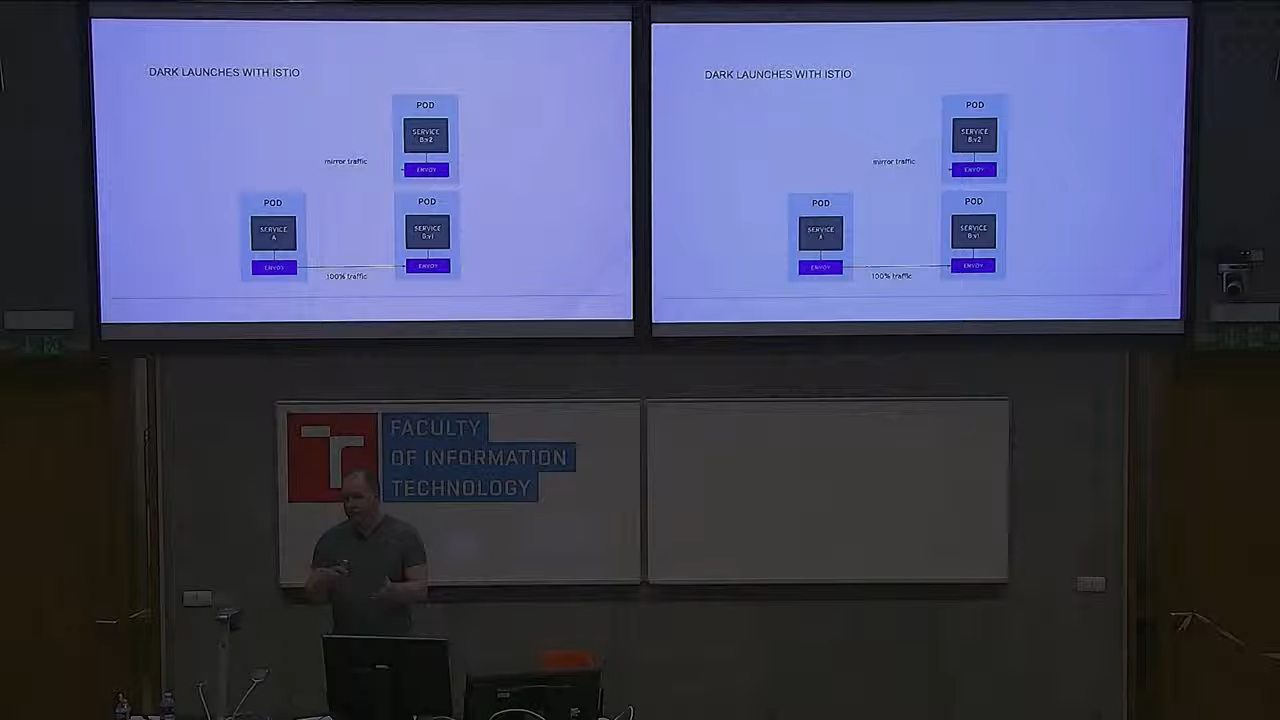 DARK LAUNCHES WITH ISTIO
POD
SERVICE
B:v2
ENVOY
mirror traffic
POD
SERVICE
A
ENVOY
POD
SERVICE
B:v1
ENVOY
100% traffic
DARK LAUNCHES WITH ISTIO
POD
SERVICE
B:v2
ENVOY
mirror traffic
POD
SERVICE
A
ENVOY
POD
SERVICE
B:v1
ENVOY
100% traffic
FACULTY
OF INFORMATION
TECHNOLOGY